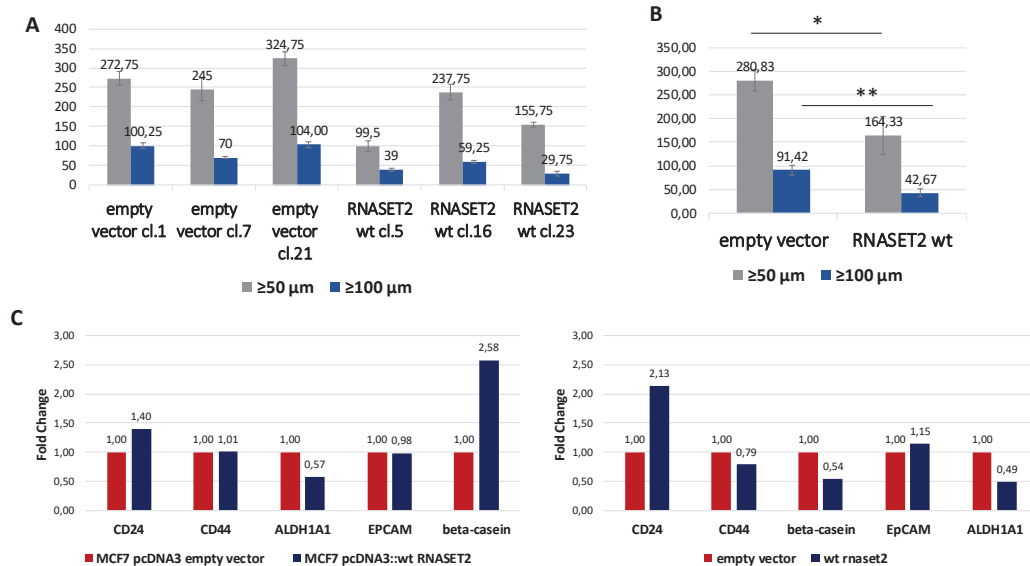 A
400
350
300
250
200
150
100
50
0
272,75
100,25
245
70
324,75
104,00
99,5
39
237,75
59,25
155,75
29,75
empty
vector cl.1
empty
vector cl.7
empty
vector
cl.21
RNASET2
wt cl.5
RNASET2
wt cl.16
RNASET2
wt cl.23
≥50 µm ≥100 µm
B
*
**
350,00
300,00
250,00
200,00
150,00
100,00
50,00
0,00
280,83
91,42
164,33
42,67
empty vector RNASET2 wt
≥50 µm ≥100 µm
C
Fold Change
3,00
2,50
2,00
1,50
1,00
0,50
0,00
1,00 1,40
1,00 1,01
1,00 0,57
1,00 0,98
1,00 2,58
CD24 CD44 ALDH1A1 EPCAM beta-casein
MCF7 pcDNA3 empty vector MCF7 pcDNA3::wt RNASET2
Fold Change
3,00
2,50
2,00
1,50
1,00
0,50
0,00
1,00 2,13
1,00 0,79
1,00 0,54
1,00 1,15
1,00 0,49
CD24 CD44 beta-casein EpCAM ALDH1A1
empty vector wt rnaset2